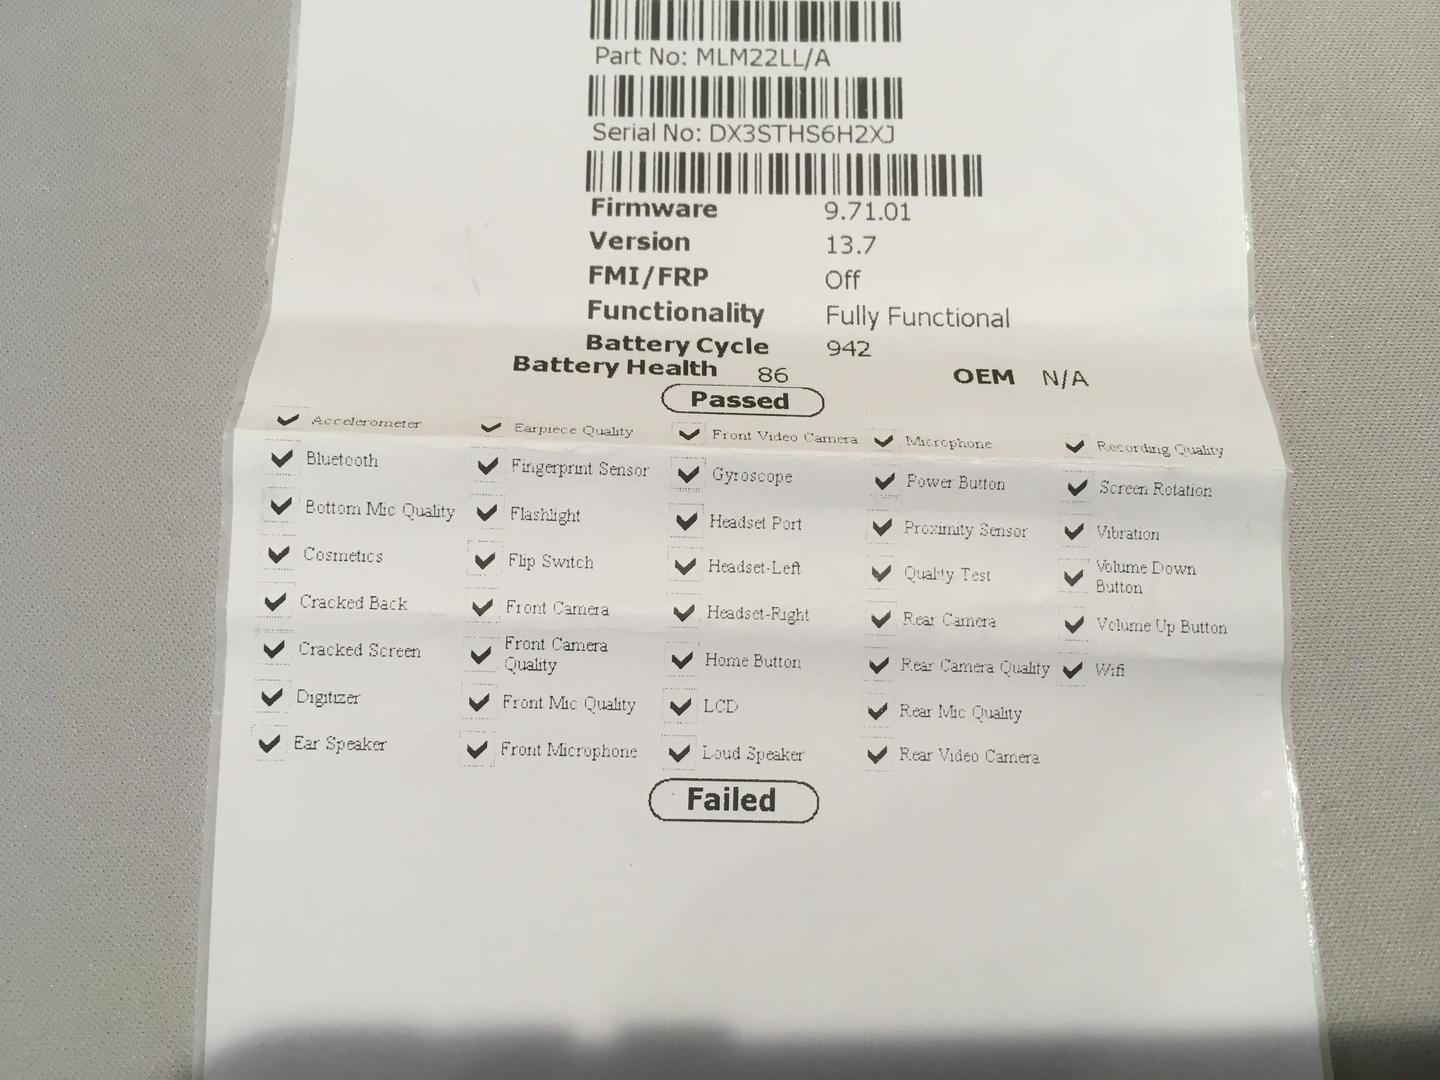 Part No: MLM22LL/A
Serial No: DX3STHS6H2XJ
Firmware 9.71.01
Version 13.7
FMI/FRP Off
Functionality Fully Functional
Battery Cycle 942
Battery Health 86 OEM N/A
Passed
Accelerometer Earpiece Quality Front Video Camera Microphone Recording Quality
Bluetooth Fingerprint Sensor Gyroscope Power Button Screen Rotation
Bottom Mic Quality Flashlight Headset Port Proximity Sensor Vibration
Cosmetics Flip Switch Headset-Left Quality Test Volume Down
Button
Cracked Back Front Camera Headset-Right Rear Camera Volume Up Button
Cracked Screen Front Camera
Quality Home Button Rear Camera Quality Wifi
Digitizer Front Mic Quality LCD Rear Mic Quality
Ear Speaker Front Microphone Loud Speaker Rear Video Camera
Failed